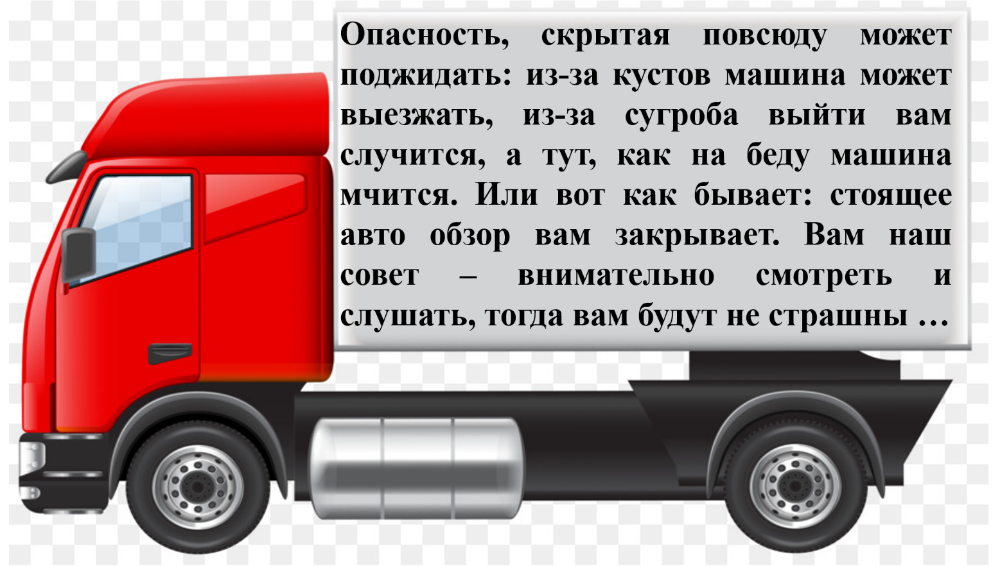 Опасность, скрытая повсюду может
поджидать: из-за кустов машина может
выезжать, из-за сугроба выйти вам
случится, а тут, как на беду машина
мчится. Или вот как бывает: стоящее
авто обзор вам закрывает. Вам наш
совет – внимательно смотреть и
слушать, тогда вам будут не страшны …